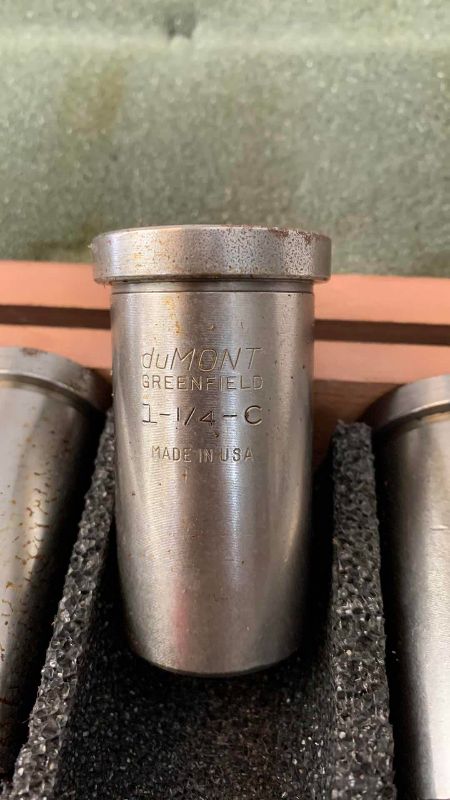 duMONT
GREENFIELD
1-1/4-C
MADE IN USA